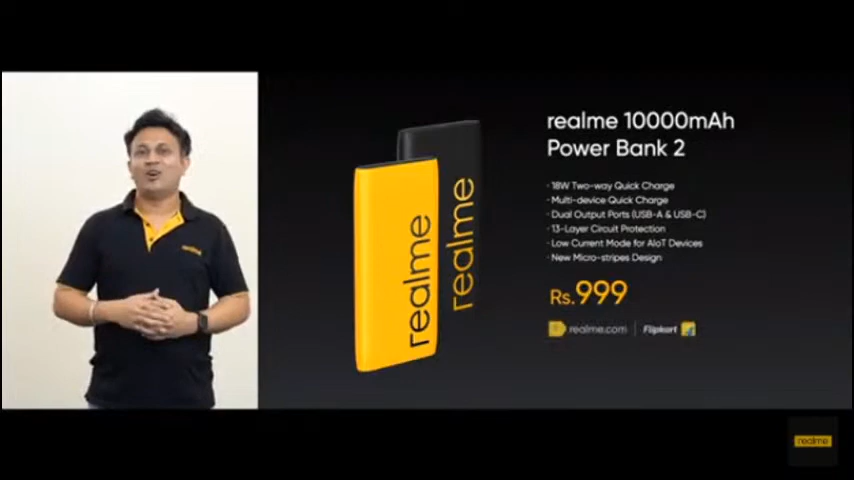 realme
realme
realme
realme 10000mAh
Power Bank 2
· 18W Two-way Quick Charge
· Multi-device Quick Charge
· Dual Output Ports (USB-A & USB-C)
· 13-Layer Circuit Protection
· Low Current Mode for AIoT Devices
· New Micro-stripes Design
Rs.999
realme.com | Flipkart
realme